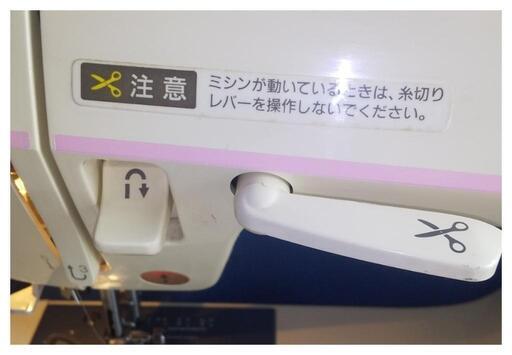 注意
ミシンが動いているときは、糸切り
レバーを操作しないでください。
3